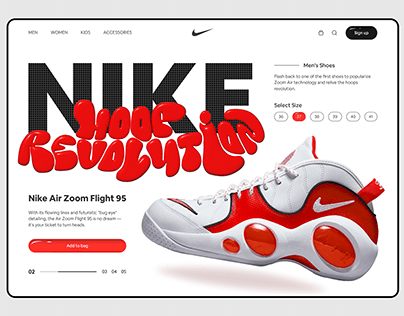 MEN WOMEN KIDS ACCESSORIES
Sign up
NIKE
HOOP
REVOLUTION
Men's Shoes
Flash back to one of the first shoes to popularize
Zoom Air technology and relive the hoops
revolution.
Select Size
36 37 38 39 40 41
Nike Air Zoom Flight 95
With its flowing lines and futuristic "bug eye"
detailing, the Air Zoom Flight 95 is no dream —
it's your ticket to turn heads.
Add to bag
02 03 04 05